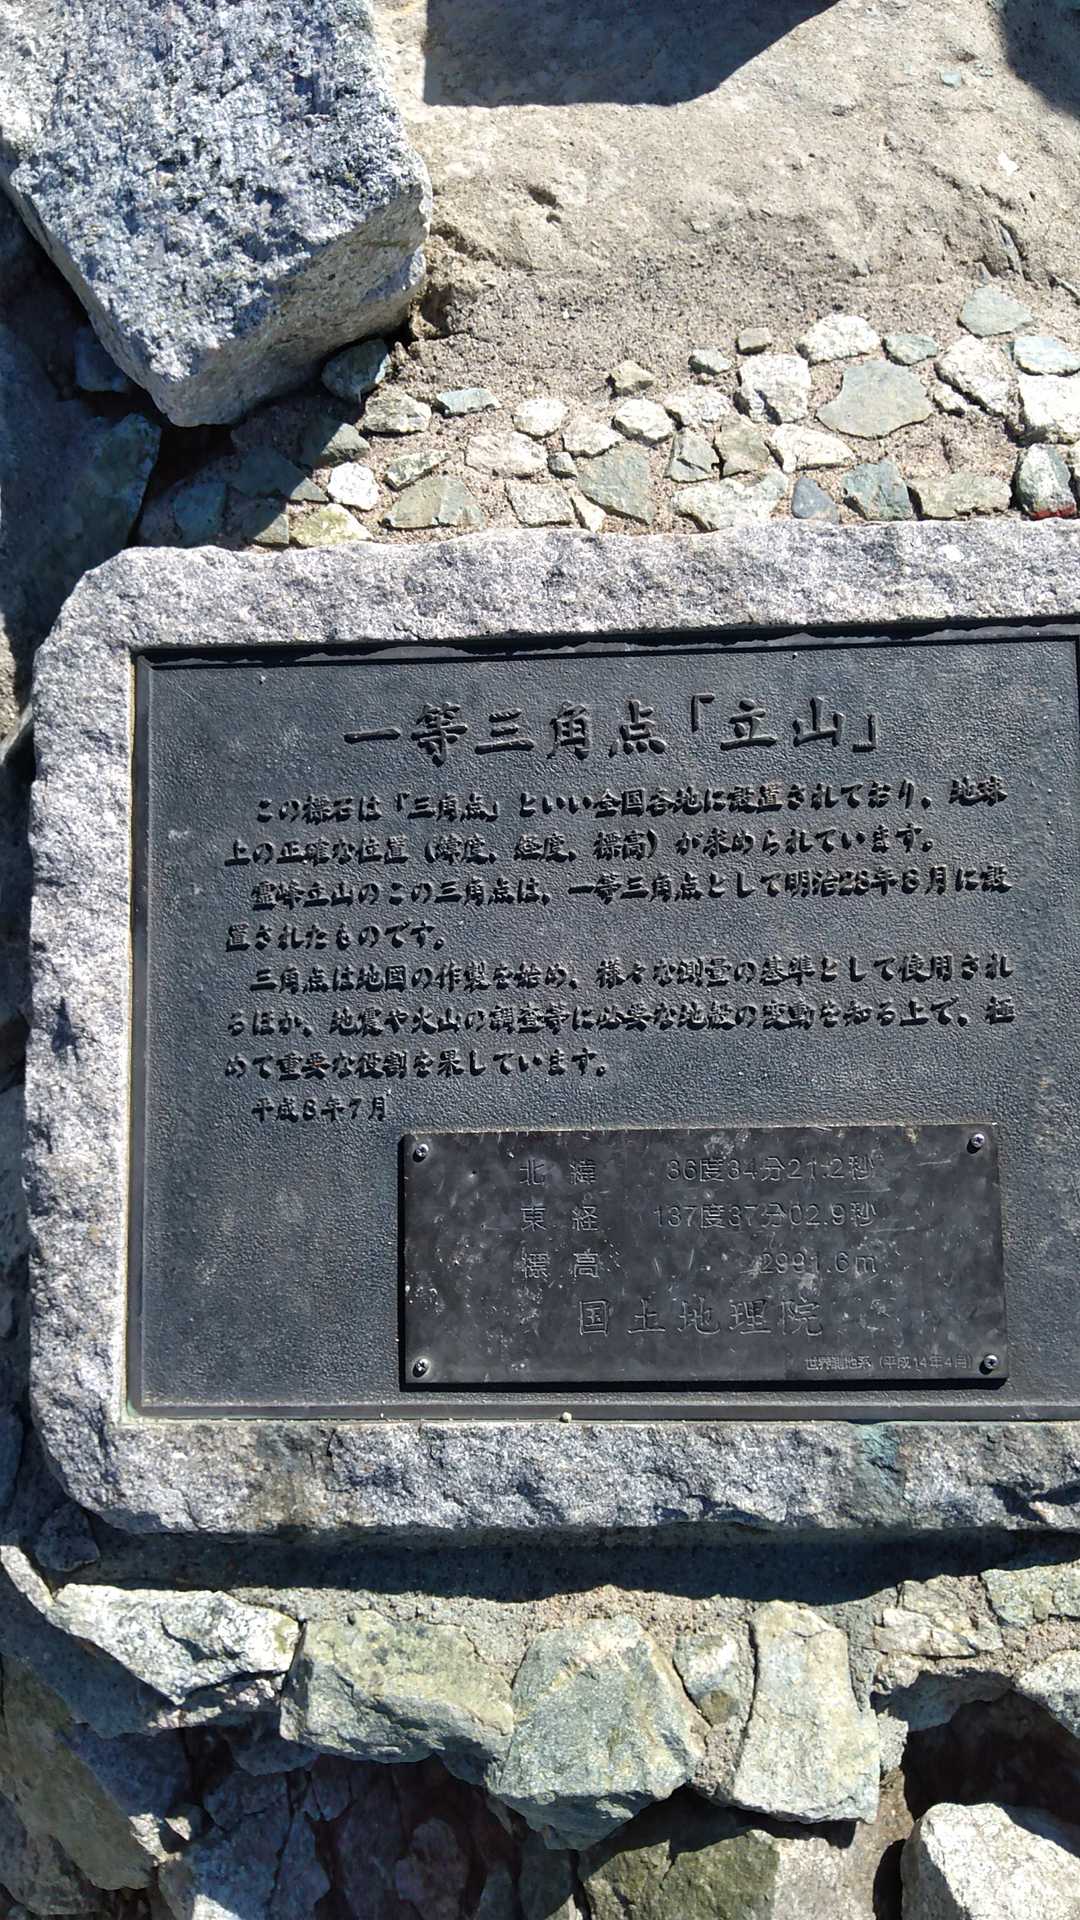 一等三角点「立山」
この標石は「三角点」といい全国各地に設置されており、地球
上の正確な位置（緯度、経度、標高）が求められています。
霊峰立山のこの三角点は、一等三角点として明治28年8月に設
置されたものです。
三角点は地図の作製を始め、様々な測量の基準として使用され
るほか、地震や火山の調査等に必要な地殻の変動を知る上で、極
めて重要な役割を果しています。
平成8年7月
北緯 36度34分21.2秒
東経 137度37分02.9秒
標高 2991.6m
国土地理院
世界測地系（平成14年4月）